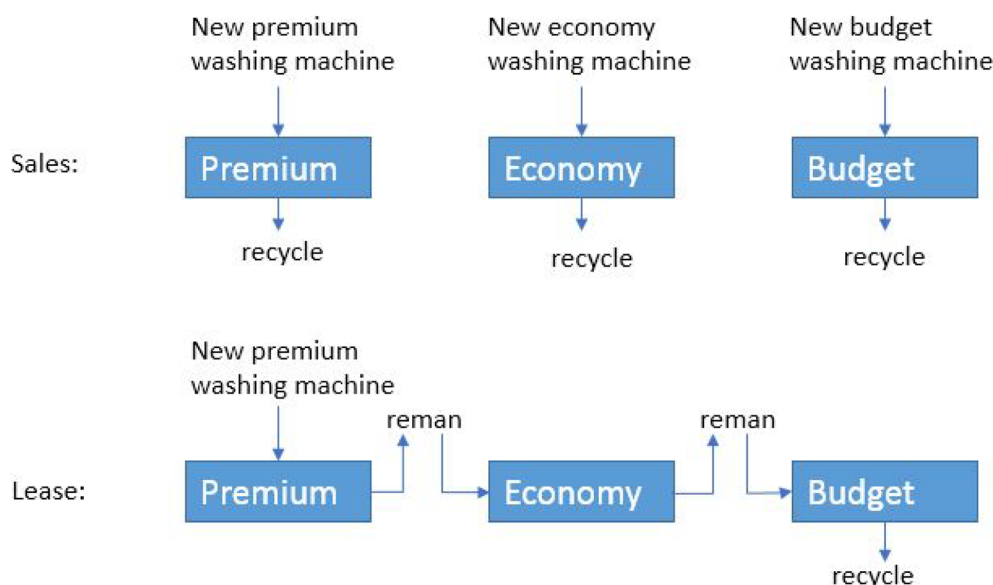 New premium
washing machine
New economy
washing machine
New budget
washing machine
Sales:
Premium
Economy
Budget
recycle
recycle
recycle
New premium
washing machine
reman
reman
Lease:
Premium
Economy
Budget
recycle